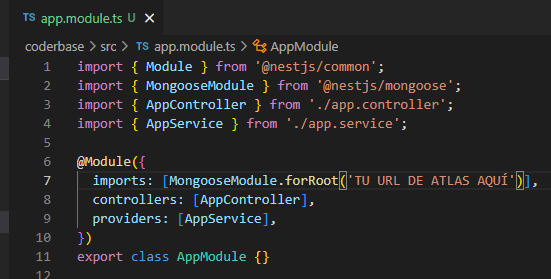 TS app.module.ts U ×
coderbase > src > TS app.module.ts > AppModule
1 import { Module } from '@nestjs/common';
2 import { MongooseModule } from '@nestjs/mongoose';
3 import { AppController } from './app.controller';
4 import { AppService } from './app.service';
5
6 @Module({
7 imports: [MongooseModule.forRoot('TU URL DE ATLAS AQUÍ')],
8 controllers: [AppController],
9 providers: [AppService],
10 })
11 export class AppModule {}
12